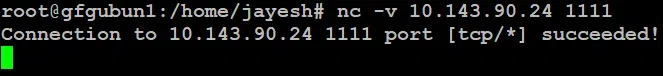 root@gfgubun1:/home/jayesh# nc -v 10.143.90.24 1111
Connection to 10.143.90.24 1111 port [tcp/*] succeeded!